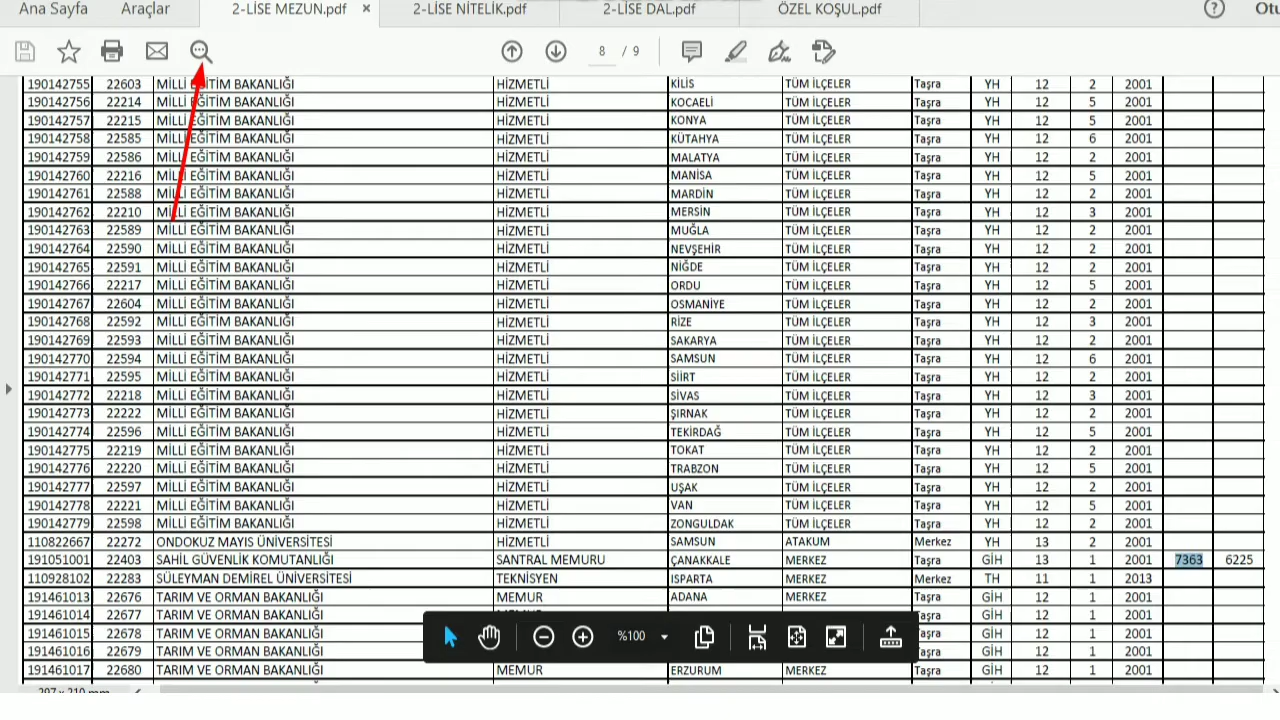 Ana Sayfa Araçlar 2-LİSE MEZUN.pdf × 2-LİSE NİTELİK.pdf 2-LİSE DAL.pdf ÖZEL KOŞUL.pdf ? Otu
8 / 9
190142755 22603 MİLLİ EĞİTİM BAKANLIĞI HİZMETLİ KİLİS TÜM İLÇELER Taşra YH 12 2 2001
190142756 22214 MİLLİ EĞİTİM BAKANLIĞI HİZMETLİ KOCAELİ TÜM İLÇELER Taşra YH 12 5 2001
190142757 22215 MİLLİ EĞİTİM BAKANLIĞI HİZMETLİ KONYA TÜM İLÇELER Taşra YH 12 5 2001
190142758 22585 MİLLİ EĞİTİM BAKANLIĞI HİZMETLİ KÜTAHYA TÜM İLÇELER Taşra YH 12 6 2001
190142759 22586 MİLLİ EĞİTİM BAKANLIĞI HİZMETLİ MALATYA TÜM İLÇELER Taşra YH 12 2 2001
190142760 22216 MİLLİ EĞİTİM BAKANLIĞI HİZMETLİ MANİSA TÜM İLÇELER Taşra YH 12 5 2001
190142761 22588 MİLLİ EĞİTİM BAKANLIĞI HİZMETLİ MARDİN TÜM İLÇELER Taşra YH 12 2 2001
190142762 22210 MİLLİ EĞİTİM BAKANLIĞI HİZMETLİ MERSİN TÜM İLÇELER Taşra YH 12 3 2001
190142763 22589 MİLLİ EĞİTİM BAKANLIĞI HİZMETLİ MUĞLA TÜM İLÇELER Taşra YH 12 2 2001
190142764 22590 MİLLİ EĞİTİM BAKANLIĞI HİZMETLİ NEVŞEHİR TÜM İLÇELER Taşra YH 12 2 2001
190142765 22591 MİLLİ EĞİTİM BAKANLIĞI HİZMETLİ NİĞDE TÜM İLÇELER Taşra YH 12 2 2001
190142766 22217 MİLLİ EĞİTİM BAKANLIĞI HİZMETLİ ORDU TÜM İLÇELER Taşra YH 12 5 2001
190142767 22604 MİLLİ EĞİTİM BAKANLIĞI HİZMETLİ OSMANİYE TÜM İLÇELER Taşra YH 12 2 2001
190142768 22592 MİLLİ EĞİTİM BAKANLIĞI HİZMETLİ RİZE TÜM İLÇELER Taşra YH 12 3 2001
190142769 22593 MİLLİ EĞİTİM BAKANLIĞI HİZMETLİ SAKARYA TÜM İLÇELER Taşra YH 12 2 2001
190142770 22594 MİLLİ EĞİTİM BAKANLIĞI HİZMETLİ SAMSUN TÜM İLÇELER Taşra YH 12 6 2001
190142771 22595 MİLLİ EĞİTİM BAKANLIĞI HİZMETLİ SİİRT TÜM İLÇELER Taşra YH 12 2 2001
190142772 22218 MİLLİ EĞİTİM BAKANLIĞI HİZMETLİ SİVAS TÜM İLÇELER Taşra YH 12 3 2001
190142773 22222 MİLLİ EĞİTİM BAKANLIĞI HİZMETLİ ŞIRNAK TÜM İLÇELER Taşra YH 12 2 2001
190142774 22596 MİLLİ EĞİTİM BAKANLIĞI HİZMETLİ TEKİRDAĞ TÜM İLÇELER Taşra YH 12 5 2001
190142775 22219 MİLLİ EĞİTİM BAKANLIĞI HİZMETLİ TOKAT TÜM İLÇELER Taşra YH 12 2 2001
190142776 22220 MİLLİ EĞİTİM BAKANLIĞI HİZMETLİ TRABZON TÜM İLÇELER Taşra YH 12 5 2001
190142777 22597 MİLLİ EĞİTİM BAKANLIĞI HİZMETLİ UŞAK TÜM İLÇELER Taşra YH 12 2 2001
190142778 22221 MİLLİ EĞİTİM BAKANLIĞI HİZMETLİ VAN TÜM İLÇELER Taşra YH 12 5 2001
190142779 22598 MİLLİ EĞİTİM BAKANLIĞI HİZMETLİ ZONGULDAK TÜM İLÇELER Taşra YH 12 2 2001
110822667 22272 ONDOKUZ MAYIS ÜNİVERSİTESİ HİZMETLİ SAMSUN ATAKUM Merkez YH 13 2 2001
191051001 22403 SAHİL GÜVENLİK KOMUTANLIĞI SANTRAL MEMURU ÇANAKKALE MERKEZ Taşra GİH 13 1 2001 7363 6225
110928102 22283 SÜLEYMAN DEMİREL ÜNİVERSİTESİ TEKNİSYEN ISPARTA MERKEZ Merkez TH 11 1 2013
191461013 22676 TARIM VE ORMAN BAKANLIĞI MEMUR ADANA MERKEZ Taşra GİH 12 1 2001
191461014 22677 TARIM VE ORMAN BAKANLIĞI aşra GİH 12 1 2001
191461015 22678 TARIM VE ORMAN BAKANLIĞI aşra GİH 12 1 2001
191461016 22679 TARIM VE ORMAN BAKANLIĞI aşra GİH 12 1 2001
191461017 22680 TARIM VE ORMAN BAKANLIĞI MEMUR ERZURUM MERKEZ Taşra GİH 12 1 2001
%100
297 x 210 mm